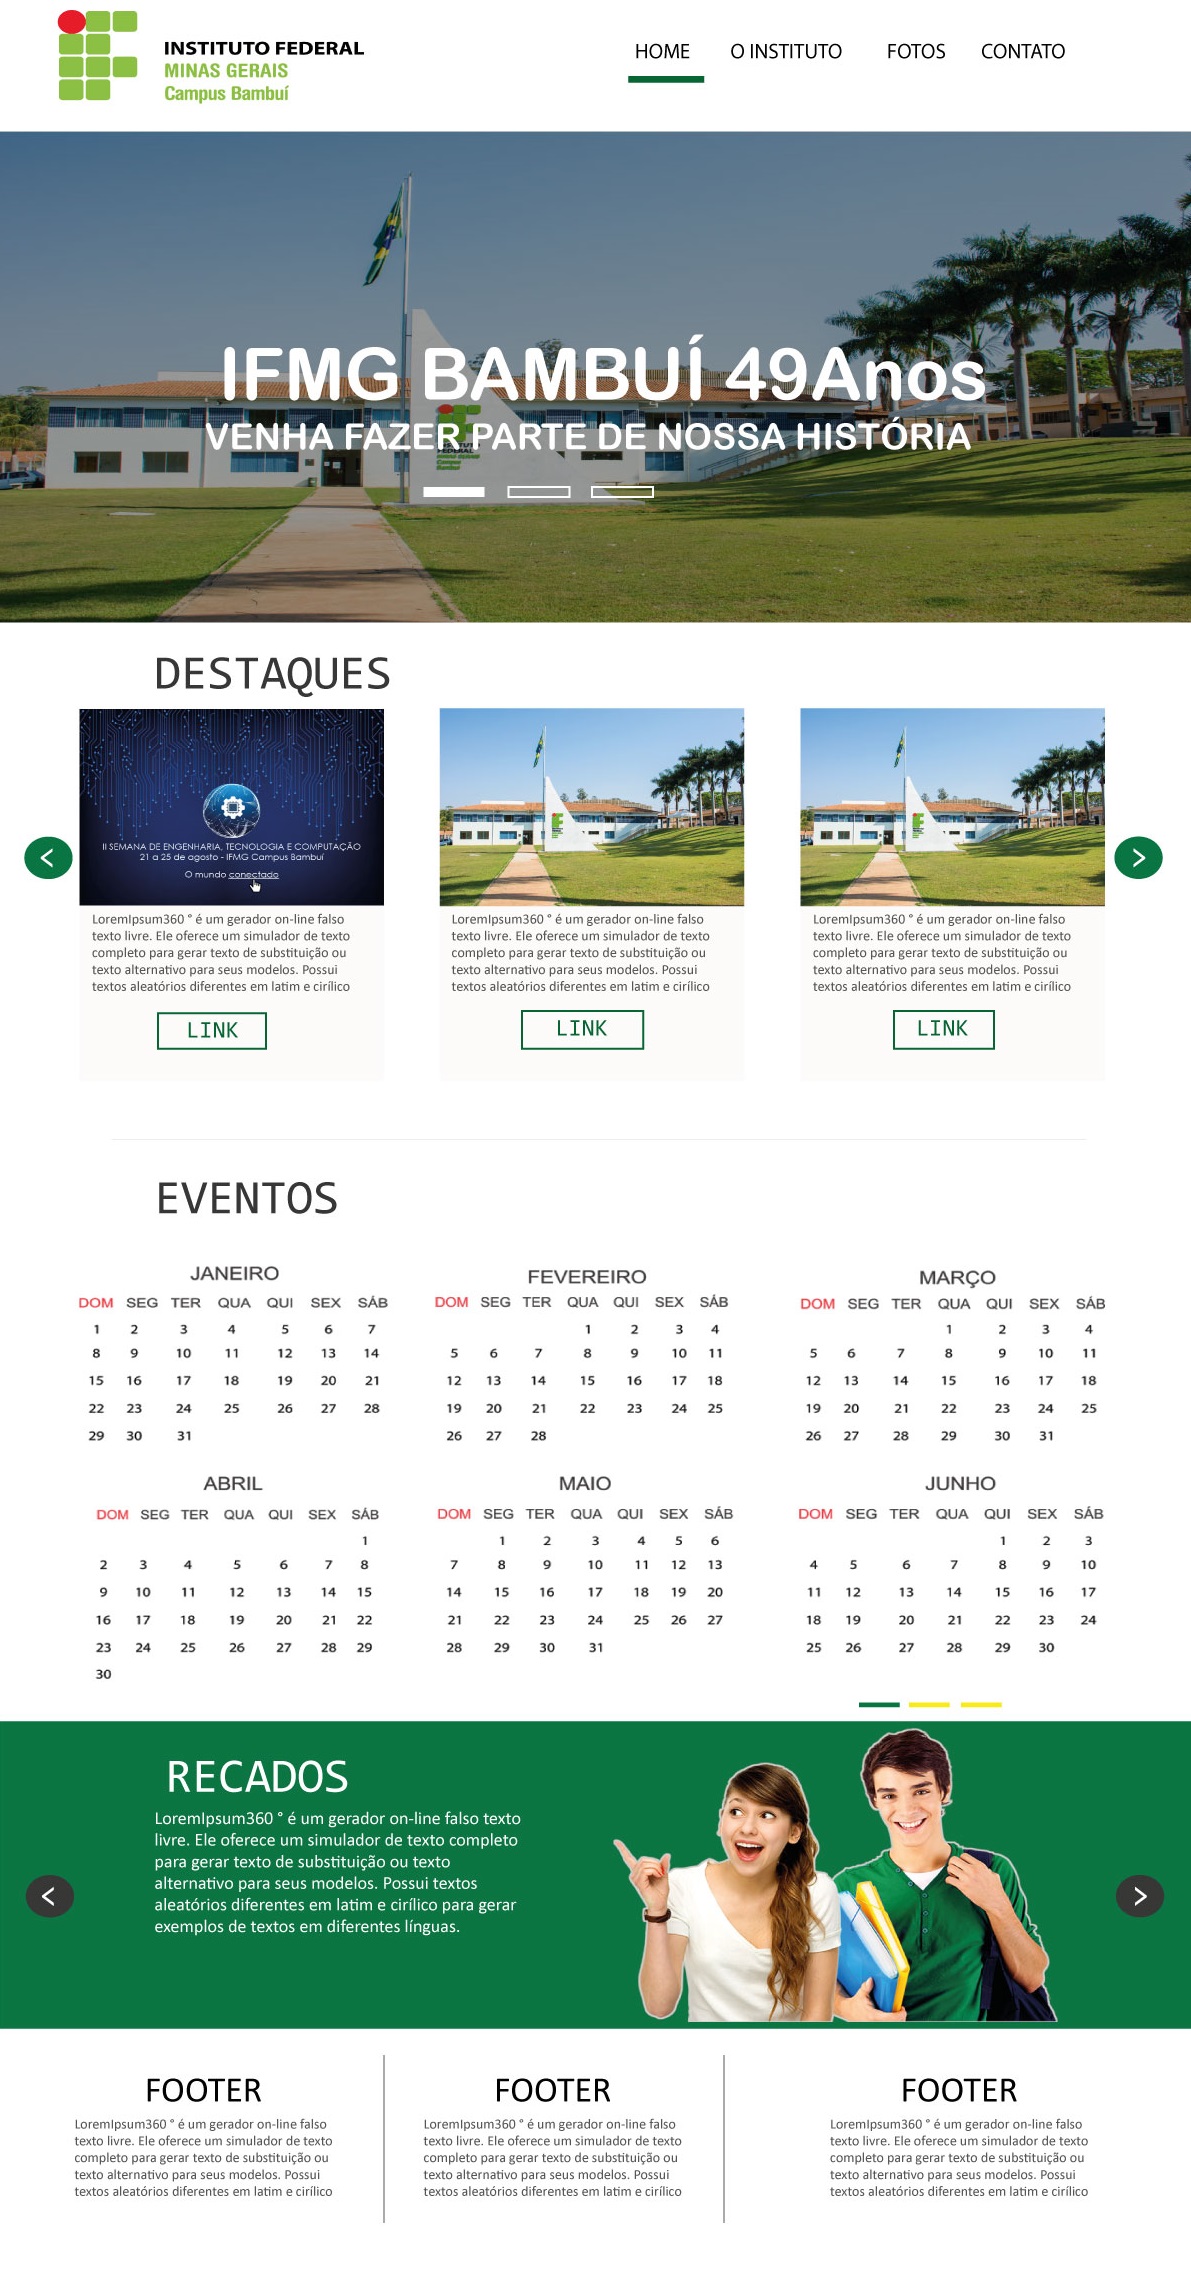 INSTITUTO FEDERAL
MINAS GERAIS
Campus Bambuí
HOME O INSTITUTO FOTOS CONTATO
IFMG BAMBUÍ 49Anos
VENHA FAZER PARTE DE NOSSA HISTÓRIA
DESTAQUES
II SEMANA DE ENGENHARIA, TECNOLOGIA E COMPUTAÇÃO
21 a 25 de agosto - IFMG Campus Bambuí
O mundo conectado
LoremIpsum360 ° é um gerador on-line falso
texto livre. Ele oferece um simulador de texto
completo para gerar texto de substituição ou
texto alternativo para seus modelos. Possui
textos aleatórios diferentes em latim e cirílico
LINK
LoremIpsum360 ° é um gerador on-line falso
texto livre. Ele oferece um simulador de texto
completo para gerar texto de substituição ou
texto alternativo para seus modelos. Possui
textos aleatórios diferentes em latim e cirílico
LINK
LoremIpsum360 ° é um gerador on-line falso
texto livre. Ele oferece um simulador de texto
completo para gerar texto de substituição ou
texto alternativo para seus modelos. Possui
textos aleatórios diferentes em latim e cirílico
LINK
EVENTOS
JANEIRO
DOM SEG TER QUA QUI SEX SÁB
1 2 3 4 5 6 7
8 9 10 11 12 13 14
15 16 17 18 19 20 21
22 23 24 25 26 27 28
29 30 31
FEVEREIRO
DOM SEG TER QUA QUI SEX SÁB
1 2 3 4
5 6 7 8 9 10 11
12 13 14 15 16 17 18
19 20 21 22 23 24 25
26 27 28
MARÇO
DOM SEG TER QUA QUI SEX SÁB
1 2 3 4
5 6 7 8 9 10 11
12 13 14 15 16 17 18
19 20 21 22 23 24 25
26 27 28 29 30 31
ABRIL
DOM SEG TER QUA QUI SEX SÁB
1
2 3 4 5 6 7 8
9 10 11 12 13 14 15
16 17 18 19 20 21 22
23 24 25 26 27 28 29
30
MAIO
DOM SEG TER QUA QUI SEX SÁB
1 2 3 4 5 6
7 8 9 10 11 12 13
14 15 16 17 18 19 20
21 22 23 24 25 26 27
28 29 30 31
JUNHO
DOM SEG TER QUA QUI SEX SÁB
1 2 3
4 5 6 7 8 9 10
11 12 13 14 15 16 17
18 19 20 21 22 23 24
25 26 27 28 29 30
RECADOS
LoremIpsum360 ° é um gerador on-line falso texto
livre. Ele oferece um simulador de texto completo
para gerar texto de substituição ou texto
alternativo para seus modelos. Possui textos
aleatórios diferentes em latim e cirílico para gerar
exemplos de textos em diferentes línguas.
FOOTER
LoremIpsum360 ° é um gerador on-line falso
texto livre. Ele oferece um simulador de texto
completo para gerar texto de substituição ou
texto alternativo para seus modelos. Possui
textos aleatórios diferentes em latim e cirílico
FOOTER
LoremIpsum360 ° é um gerador on-line falso
texto livre. Ele oferece um simulador de texto
completo para gerar texto de substituição ou
texto alternativo para seus modelos. Possui
textos aleatórios diferentes em latim e cirílico
FOOTER
LoremIpsum360 ° é um gerador on-line falso
texto livre. Ele oferece um simulador de texto
completo para gerar texto de substituição ou
texto alternativo para seus modelos. Possui
textos aleatórios diferentes em latim e cirílico